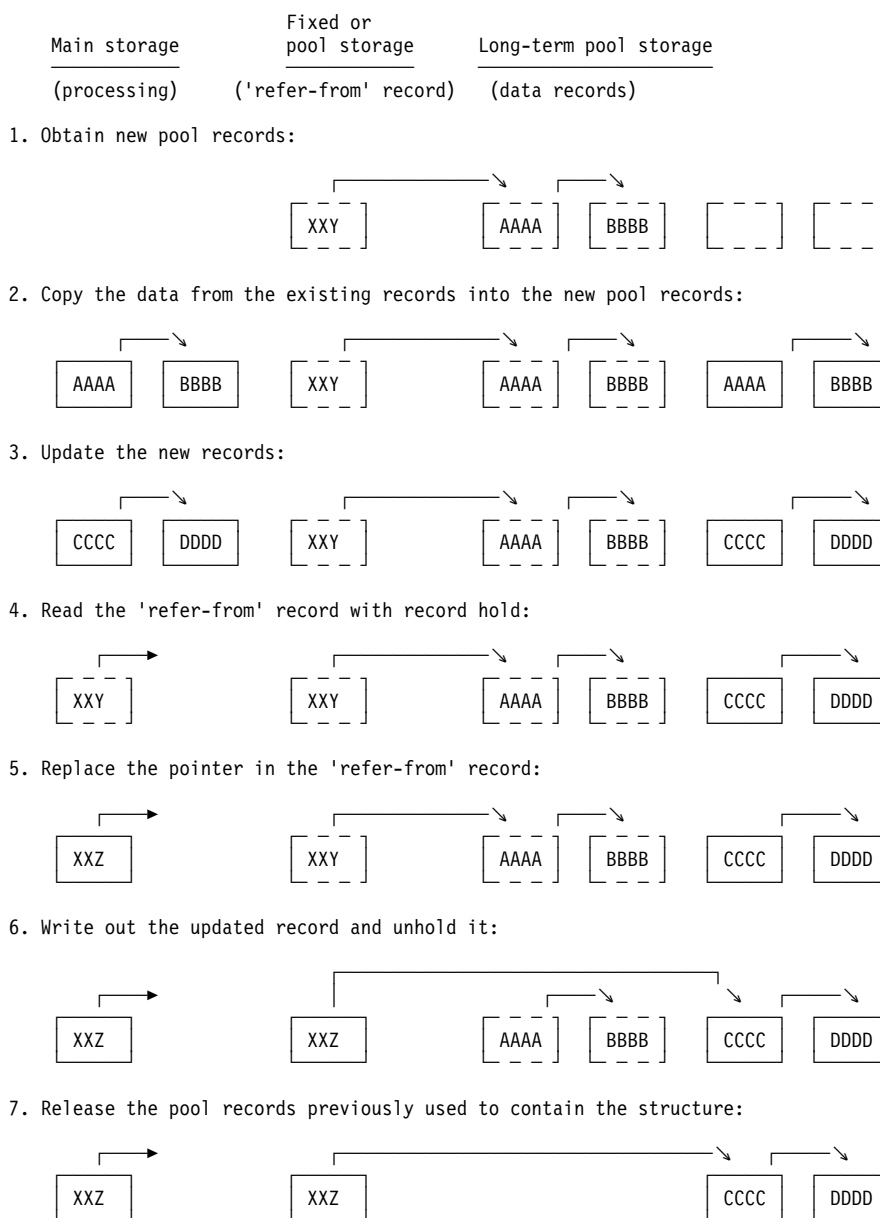 Fixed or
Main storage pool storage Long-term pool storage
(processing) ('refer-from' record) (data records)
1. Obtain new pool records:
XXY AAAA BBBB
2. Copy the data from the existing records into the new pool records:
AAAA BBBB XXY AAAA BBBB AAAA BBBB
3. Update the new records:
CCCC DDDD XXY AAAA BBBB CCCC DDDD
4. Read the 'refer-from' record with record hold:
XXY XXY AAAA BBBB CCCC DDDD
5. Replace the pointer in the 'refer-from' record:
XXZ XXY AAAA BBBB CCCC DDDD
6. Write out the updated record and unhold it:
XXZ XXZ AAAA BBBB CCCC DDDD
7. Release the pool records previously used to contain the structure:
XXZ XXZ CCCC DDDD